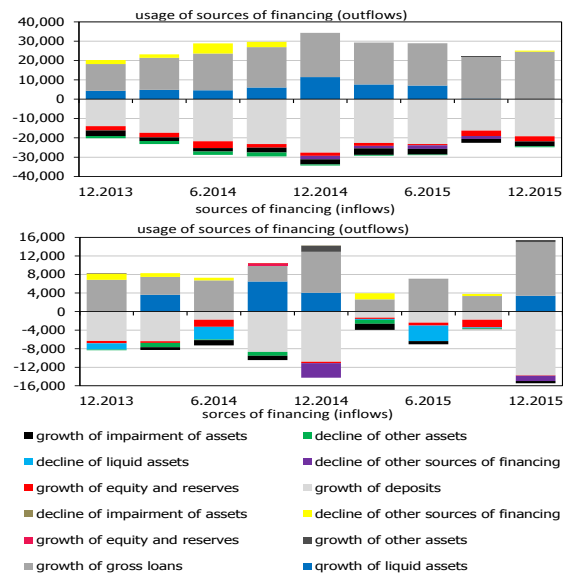 usage of sources of financing (outflows)
40,000
30,000
20,000
10,000
0
-10,000
-20,000
-30,000
-40,000
12.2013 6.2014 12.2014 6.2015 12.2015
sources of financing (inflows)
usage of sources of financing (outflows)
16,000
12,000
8,000
4,000
0
-4,000
-8,000
-12,000
-16,000
12.2013 6.2014 12.2014 6.2015 12.2015
sorces of financing (inflows)
growth of impairment of assets decline of other assets
decline of liquid assets decline of other sources of financing
growth of equity and reserves growth of deposits
decline of impairment of assets decline of other sources of financing
growth of equity and reserves growth of other assets
growth of gross loans growth of liquid assets